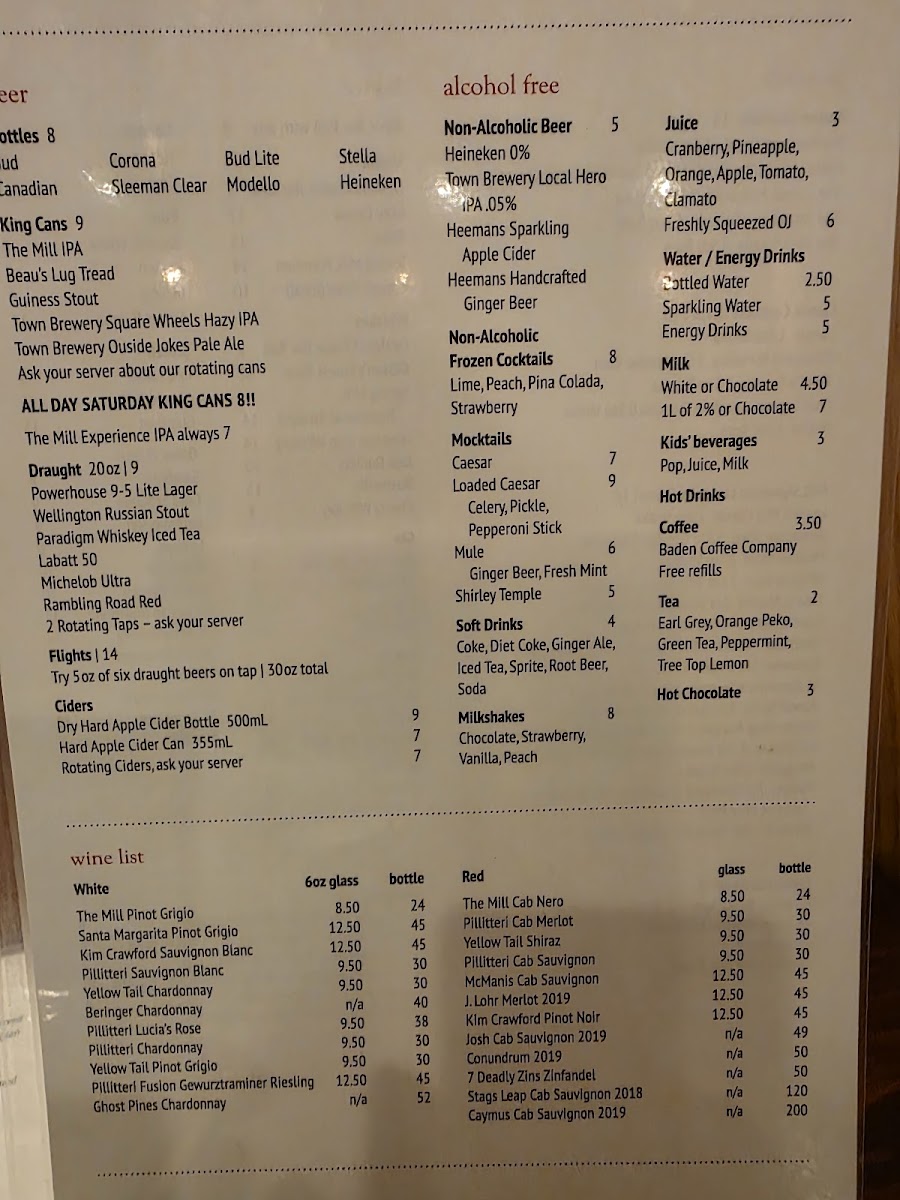 eer
ottles 8
ud Corona Bud Lite Stella
Canadian Sleeman Clear Modello Heineken
King Cans 9
The Mill IPA
Beau's Lug Tread
Guiness Stout
Town Brewery Square Wheels Hazy IPA
Town Brewery Ouside Jokes Pale Ale
Ask your server about our rotating cans
ALL DAY SATURDAY KING CANS 8!!
The Mill Experience IPA always 7
Draught 20oz | 9
Powerhouse 9-5 Lite Lager
Wellington Russian Stout
Paradigm Whiskey Iced Tea
Labatt 50
Michelob Ultra
Rambling Road Red
2 Rotating Taps – ask your server
Flights | 14
Try 5oz of six draught beers on tap | 30oz total
Ciders
Dry Hard Apple Cider Bottle 500mL 9
Hard Apple Cider Can 355mL 7
Rotating Ciders, ask your server 7
alcohol free
Non-Alcoholic Beer 5
Heineken 0%
Town Brewery Local Hero
IPA .05%
Heemans Sparkling
Apple Cider
Heemans Handcrafted
Ginger Beer
Non-Alcoholic
Frozen Cocktails 8
Lime, Peach, Pina Colada,
Strawberry
Mocktails
Caesar 7
Loaded Caesar 9
Celery, Pickle,
Pepperoni Stick
Mule 6
Ginger Beer, Fresh Mint
Shirley Temple 5
Soft Drinks 4
Coke, Diet Coke, Ginger Ale,
Iced Tea, Sprite, Root Beer,
Soda
Milkshakes 8
Chocolate, Strawberry,
Vanilla, Peach
Juice 3
Cranberry, Pineapple,
Orange, Apple, Tomato,
Clamato
Freshly Squeezed OJ 6
Water / Energy Drinks
Bottled Water 2.50
Sparkling Water 5
Energy Drinks 5
Milk
White or Chocolate 4.50
1L of 2% or Chocolate 7
Kids' beverages 3
Pop, Juice, Milk
Hot Drinks
Coffee 3.50
Baden Coffee Company
Free refills
Tea 2
Earl Grey, Orange Peko,
Green Tea, Peppermint,
Tree Top Lemon
Hot Chocolate 3
wine list
White 6oz glass bottle
The Mill Pinot Grigio 8.50 24
Santa Margarita Pinot Grigio 12.50 45
Kim Crawford Sauvignon Blanc 12.50 45
Pillitteri Sauvignon Blanc 9.50 30
Yellow Tail Chardonnay 9.50 30
Beringer Chardonnay n/a 40
Pillitteri Lucia's Rose 9.50 38
Pillitteri Chardonnay 9.50 30
Yellow Tail Pinot Grigio 9.50 30
Pillitteri Fusion Gewurztraminer Riesling 12.50 45
Ghost Pines Chardonnay n/a 52
Red glass bottle
The Mill Cab Nero 8.50 24
Pillitteri Cab Merlot 9.50 30
Yellow Tail Shiraz 9.50 30
Pillitteri Cab Sauvignon 9.50 30
McManis Cab Sauvignon 12.50 45
J. Lohr Merlot 2019 12.50 45
Kim Crawford Pinot Noir 12.50 45
Josh Cab Sauvignon 2019 n/a 49
Conundrum 2019 n/a 50
7 Deadly Zins Zinfandel n/a 50
Stags Leap Cab Sauvignon 2018 n/a 120
Caymus Cab Sauvignon 2019 n/a 200